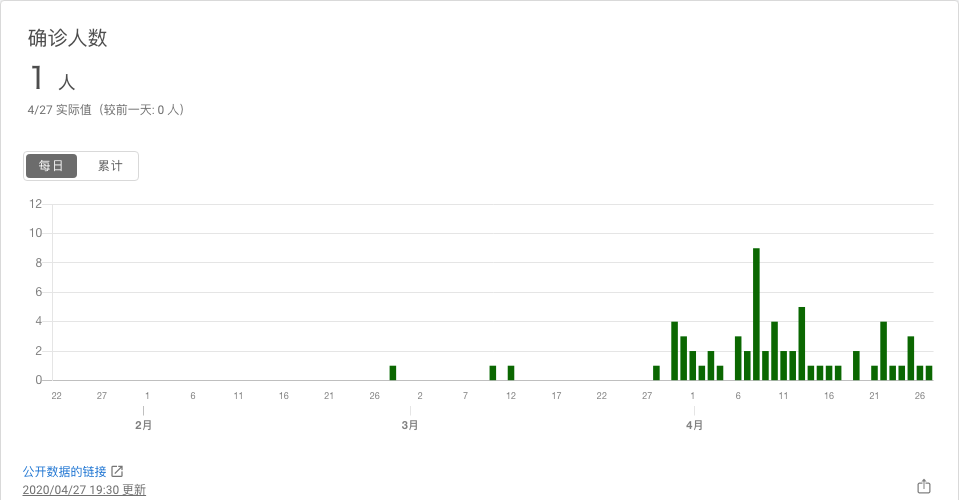 确诊人数
1 人
4/27 实际值（较前一天: 0 人）
每日 累计
12
10
8
6
4
2
0
22 27 1 6 11 16 21 26 2 7 12 17 22 27 1 6 11 16 21 26
2月 3月 4月
公开数据的链接
2020/04/27 19:30 更新